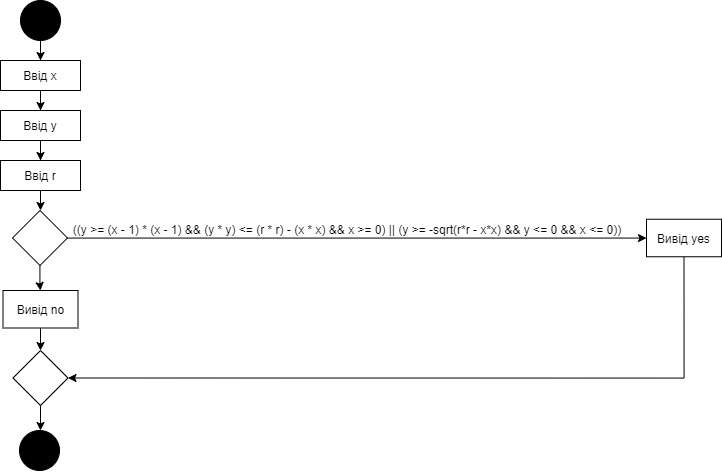 Ввід x
Ввід y
Ввід r
((y >= (x - 1) * (x - 1) && (y * y) <= (r * r) - (x * x) && x >= 0) || (y >= -sqrt(r*r - x*x) && y <= 0 && x <= 0))
Вивід yes
Вивід no